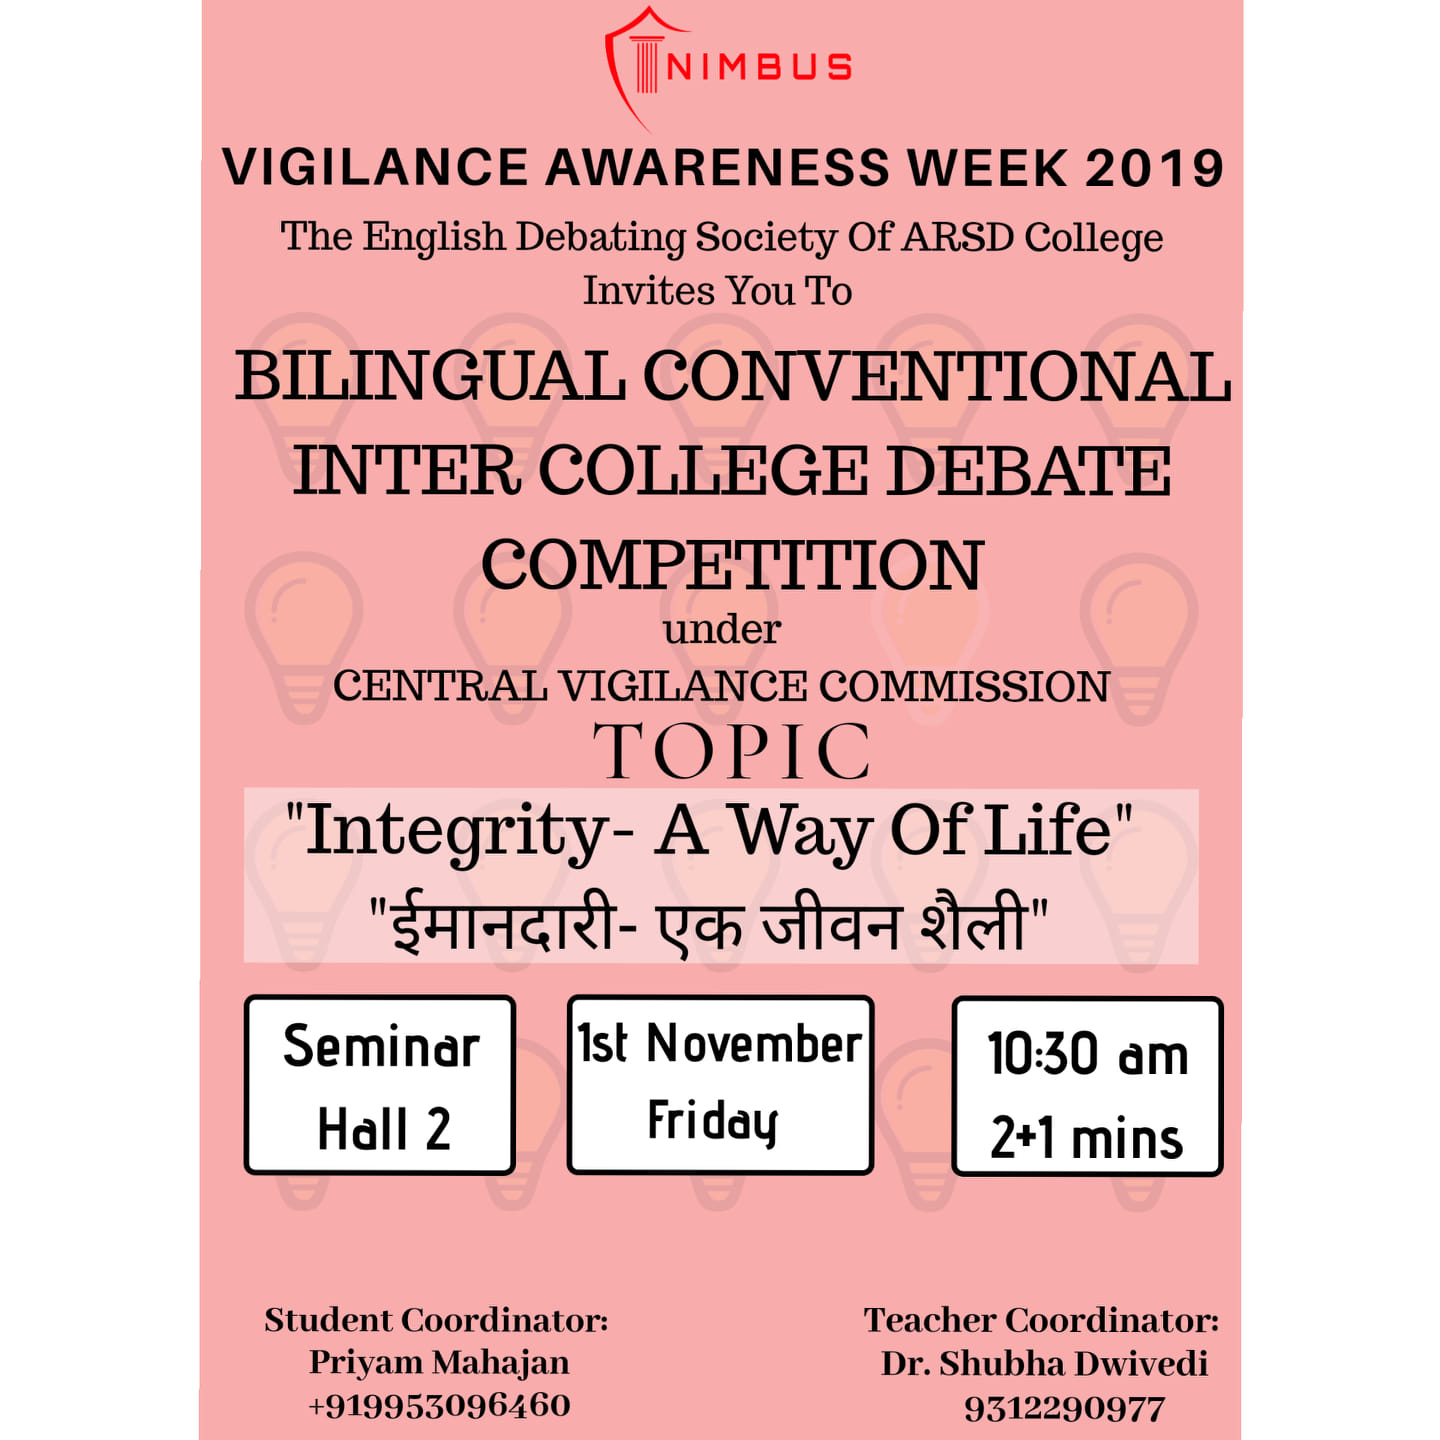 NIMBUS
VIGILANCE AWARENESS WEEK 2019
The English Debating Society Of ARSD College
Invites You To
BILINGUAL CONVENTIONAL
INTER COLLEGE DEBATE
COMPETITION
under
CENTRAL VIGILANCE COMMISSION
TOPIC
"Integrity- A Way Of Life"
"ईमानदारी- एक जीवन शैली"
Seminar
Hall 2
1st November
Friday
10:30 am
2+1 mins
Student Coordinator:
Priyam Mahajan
+919953096460
Teacher Coordinator:
Dr. Shubha Dwivedi
9312290977